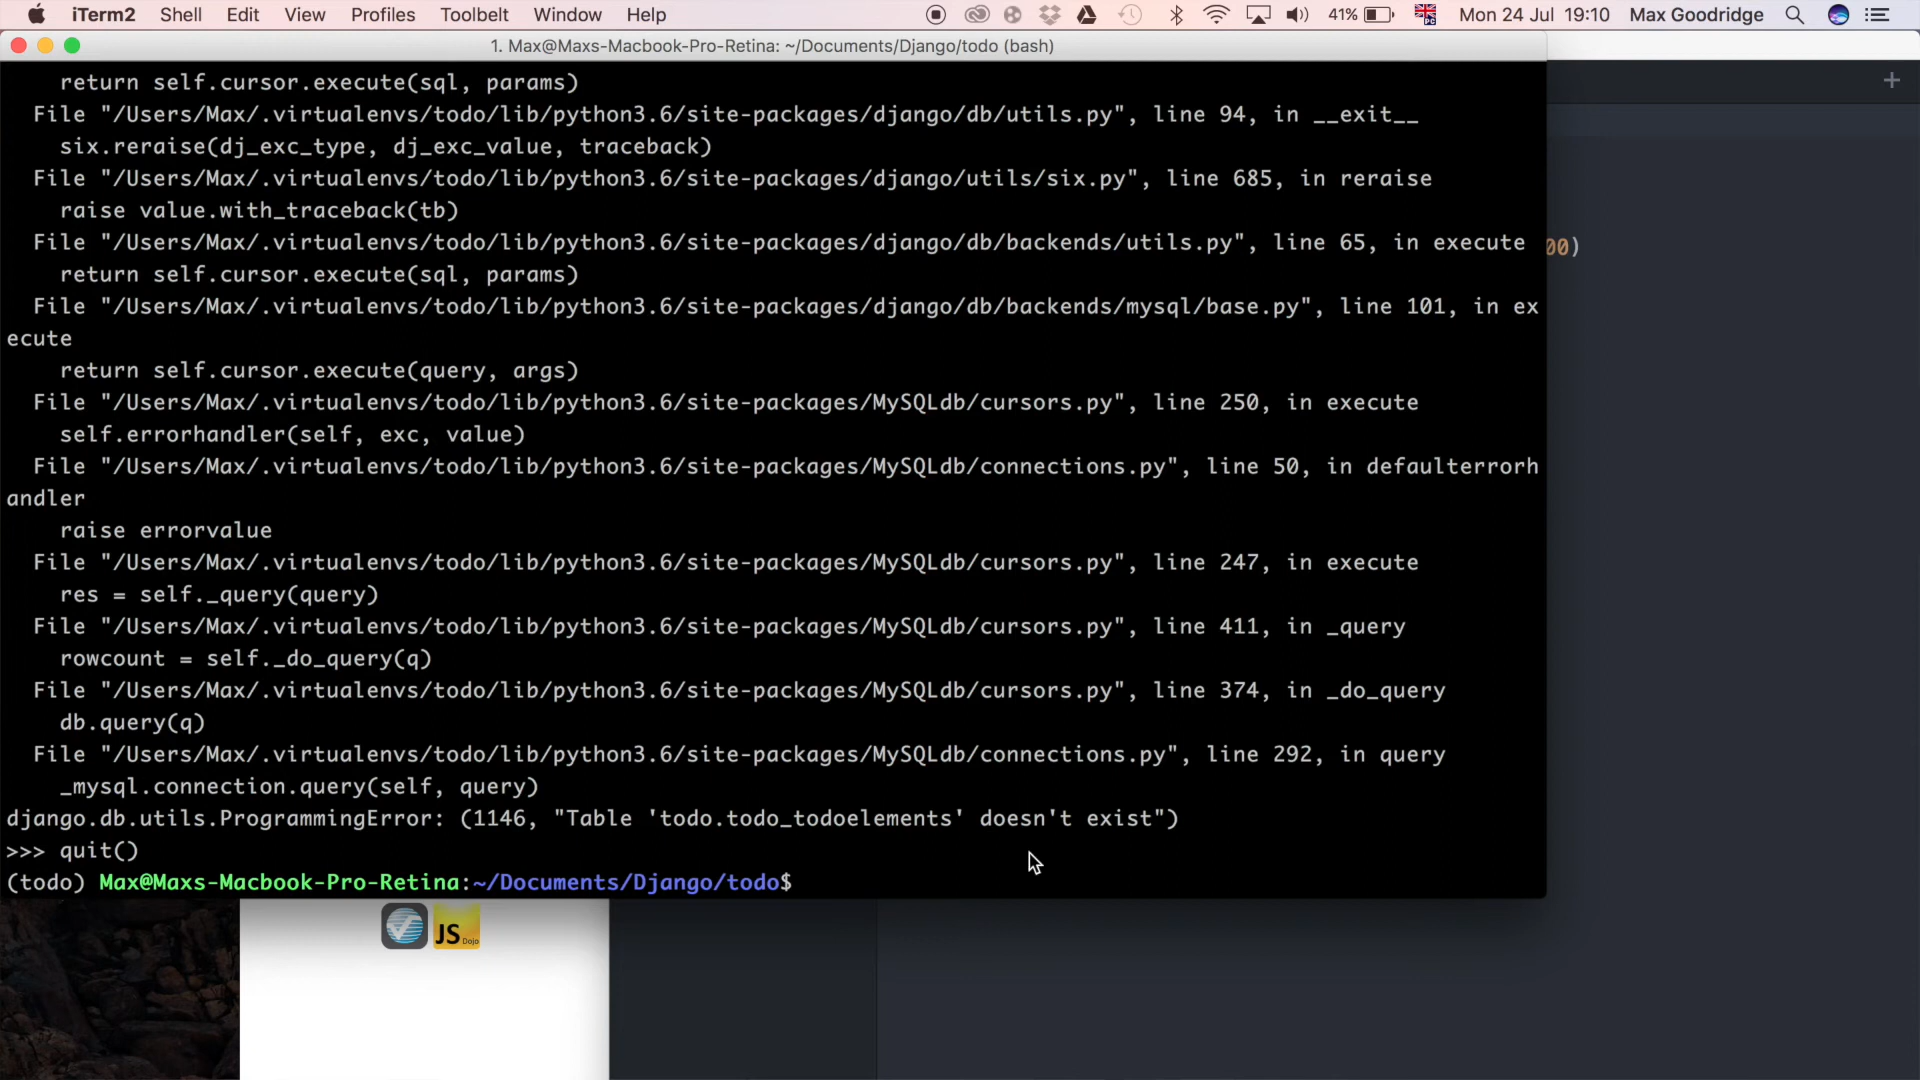 iTerm2 Shell Edit View Profiles Toolbelt Window Help 41% Mon 24 Jul 19:10 Max Goodridge
1. Max@Maxs-Macbook-Pro-Retina: ~/Documents/Django/todo (bash)
return self.cursor.execute(sql, params)
File "/Users/Max/.virtualenvs/todo/lib/python3.6/site-packages/django/db/utils.py", line 94, in __exit__
six.reraise(dj_exc_type, dj_exc_value, traceback)
File "/Users/Max/.virtualenvs/todo/lib/python3.6/site-packages/django/utils/six.py", line 685, in reraise
raise value.with_traceback(tb)
File "/Users/Max/.virtualenvs/todo/lib/python3.6/site-packages/django/db/backends/utils.py", line 65, in execute
00)
return self.cursor.execute(sql, params)
File "/Users/Max/.virtualenvs/todo/lib/python3.6/site-packages/django/db/backends/mysql/base.py", line 101, in ex
ecute
return self.cursor.execute(query, args)
File "/Users/Max/.virtualenvs/todo/lib/python3.6/site-packages/MySQLdb/cursors.py", line 250, in execute
self.errorhandler(self, exc, value)
File "/Users/Max/.virtualenvs/todo/lib/python3.6/site-packages/MySQLdb/connections.py", line 50, in defaulterrorh
andler
raise errorvalue
File "/Users/Max/.virtualenvs/todo/lib/python3.6/site-packages/MySQLdb/cursors.py", line 247, in execute
res = self._query(query)
File "/Users/Max/.virtualenvs/todo/lib/python3.6/site-packages/MySQLdb/cursors.py", line 411, in _query
rowcount = self._do_query(q)
File "/Users/Max/.virtualenvs/todo/lib/python3.6/site-packages/MySQLdb/cursors.py", line 374, in _do_query
db.query(q)
File "/Users/Max/.virtualenvs/todo/lib/python3.6/site-packages/MySQLdb/connections.py", line 292, in query
_mysql.connection.query(self, query)
django.db.utils.ProgrammingError: (1146, "Table 'todo.todo_todoelements' doesn't exist")
>>> quit()
(todo) Max@Maxs-Macbook-Pro-Retina:~/Documents/Django/todo$
JS Dojo